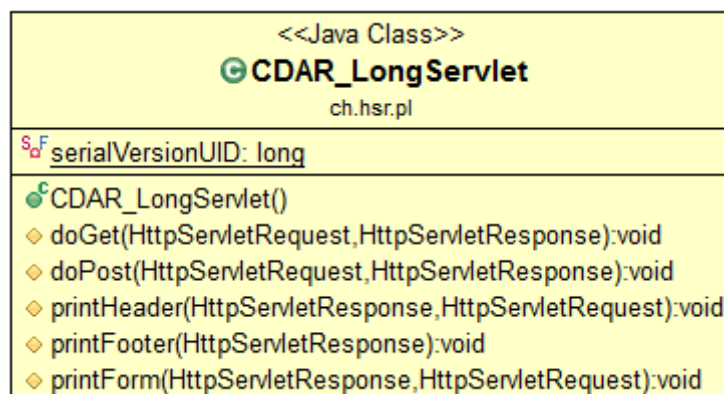 <<Java Class>>
C CDAR_LongServlet
ch.hsr.pl
S F serialVersionUID: long
C CDAR_LongServlet()
doGet(HttpServletRequest,HttpServletResponse):void
doPost(HttpServletRequest,HttpServletResponse):void
printHeader(HttpServletResponse,HttpServletRequest):void
printFooter(HttpServletResponse):void
printForm(HttpServletResponse,HttpServletRequest):void